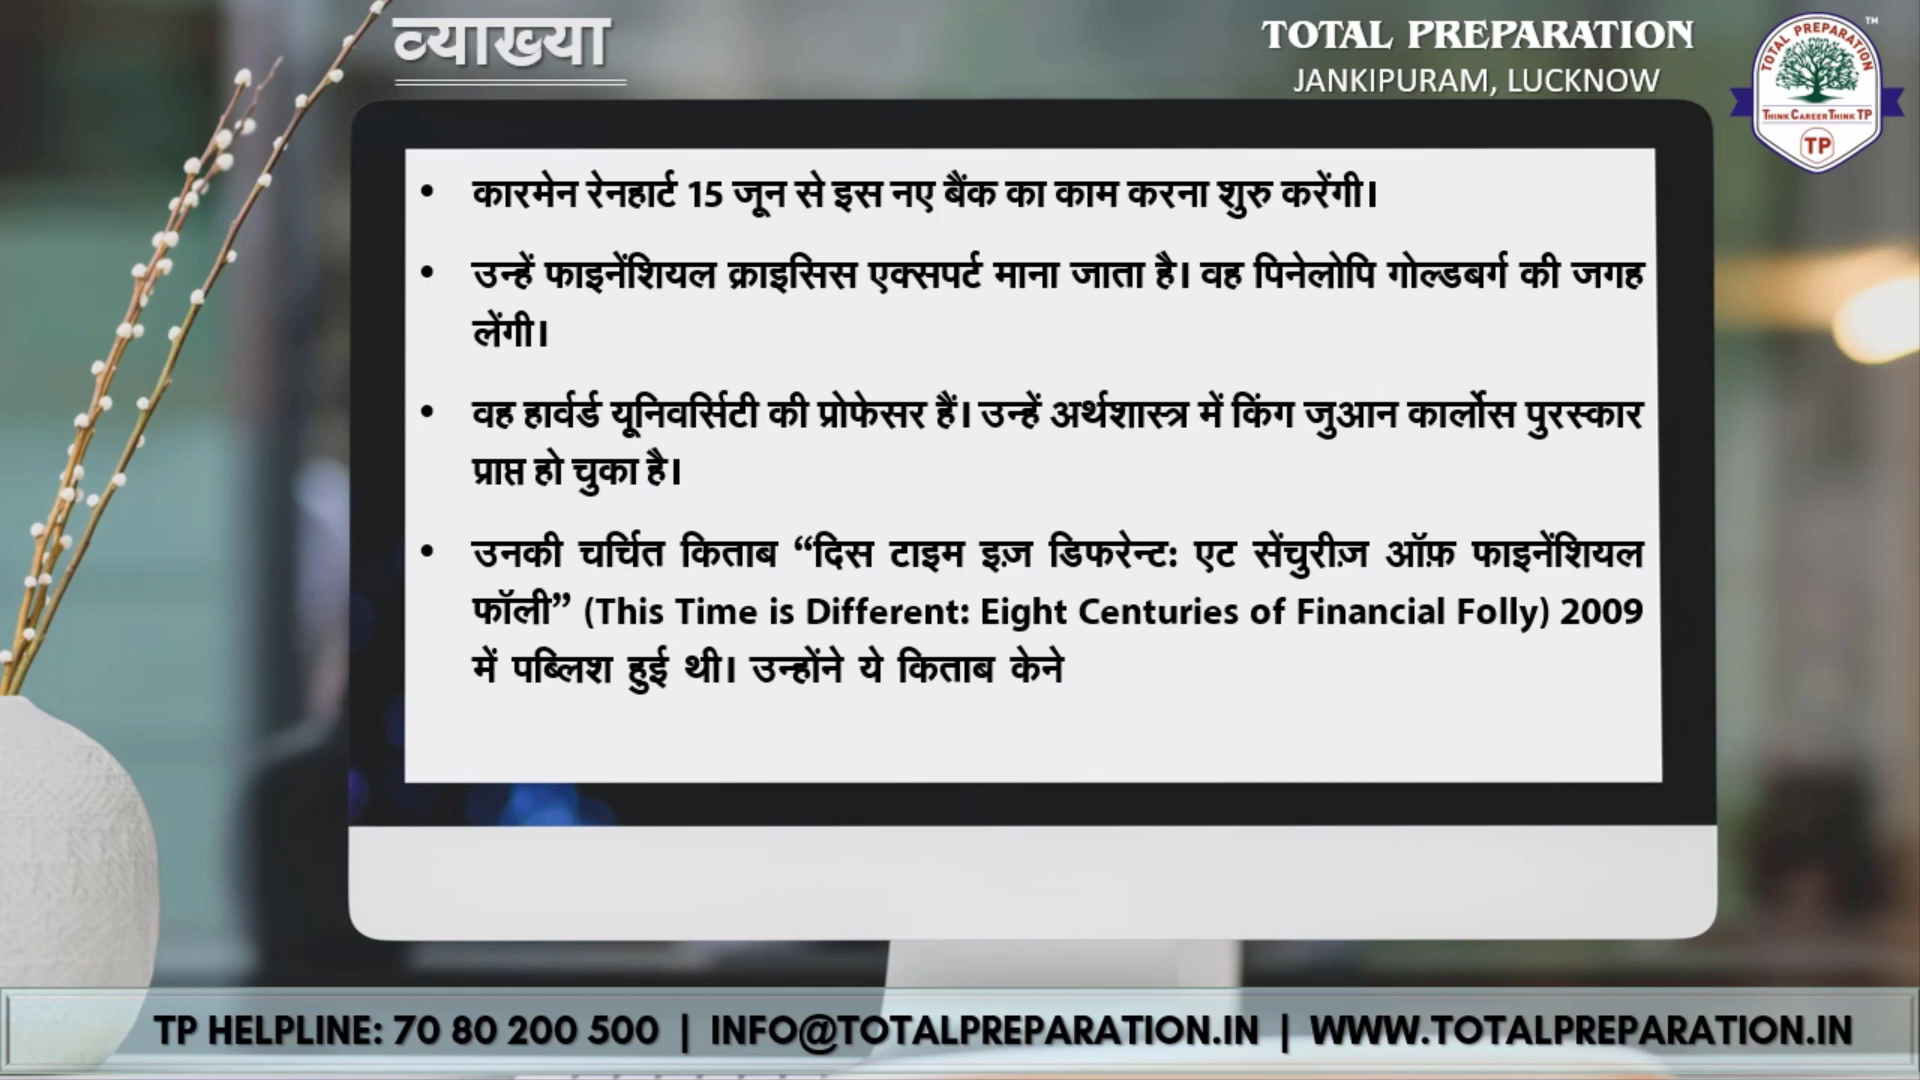 व्याख्या
TOTAL PREPARATION
JANKIPURAM, LUCKNOW
TM
TOTAL PREPARATION
THINK CAREER THINK TP
TP
• कारमेन रेनहार्ट 15 जून से इस नए बैंक का काम करना शुरु करेंगी।
• उन्हें फाइनेंशियल क्राइसिस एक्सपर्ट माना जाता है। वह पिनेलोपि गोल्डबर्ग की जगह
लेंगी।
• वह हार्वर्ड यूनिवर्सिटी की प्रोफेसर हैं। उन्हें अर्थशास्त्र में किंग जुआन कार्लोस पुरस्कार
प्राप्त हो चुका है।
• उनकी चर्चित किताब “दिस टाइम इज़ डिफरेन्ट: एट सेंचुरीज़ ऑफ़ फाइनेंशियल
फॉली” (This Time is Different: Eight Centuries of Financial Folly) 2009
में पब्लिश हुई थी। उन्होंने ये किताब केने
TP HELPLINE: 70 80 200 500 | INFO@TOTALPREPARATION.IN | WWW.TOTALPREPARATION.IN